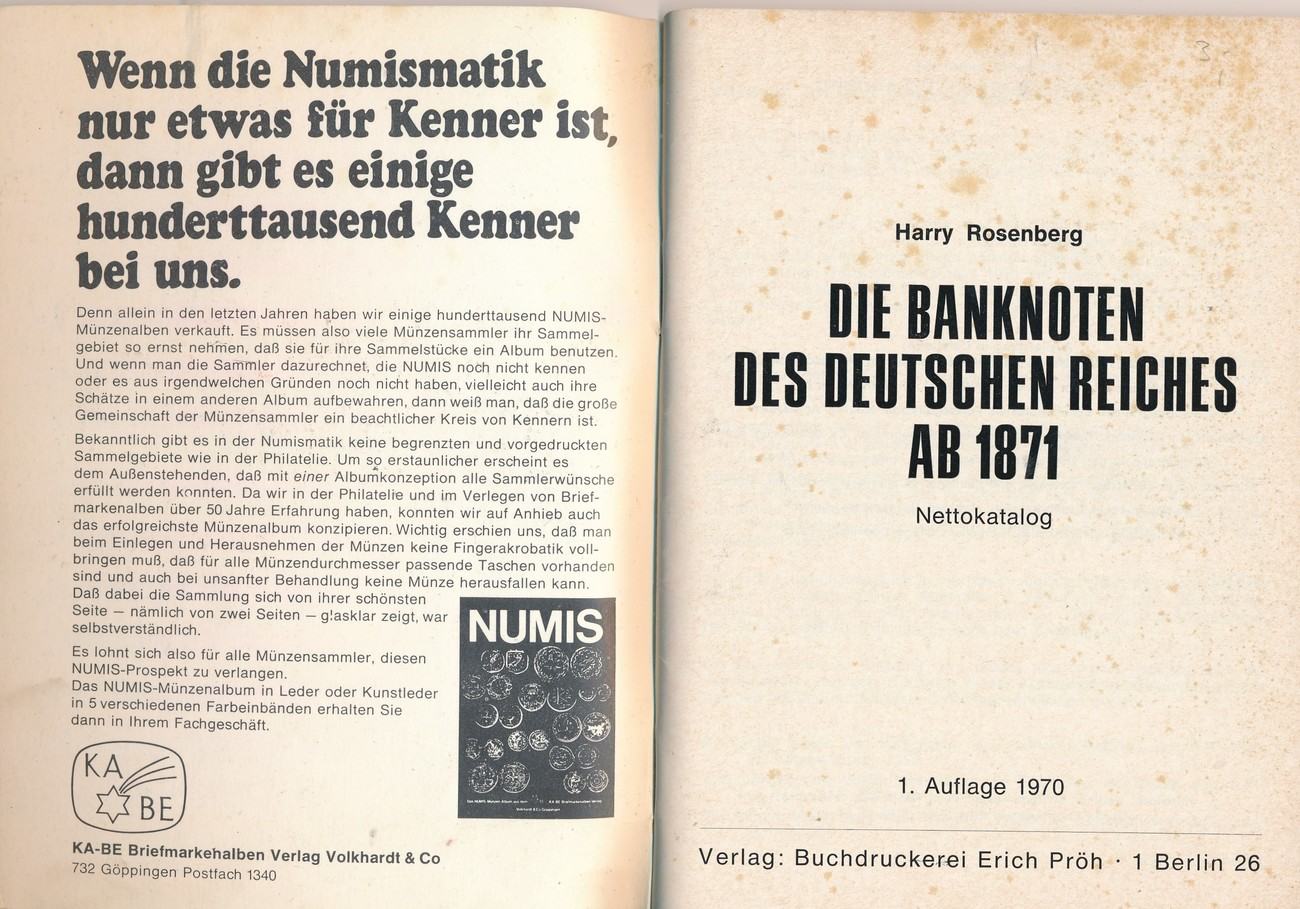 Wenn die Numismatik
nur etwas für Kenner ist,
dann gibt es einige
hunderttausend Kenner
bei uns.
Denn allein in den letzten Jahren haben wir einige hunderttausend NUMIS-
Münzenalben verkauft. Es müssen also viele Münzensammler ihr Sammel-
gebiet so ernst nehmen, daß sie für ihre Sammelstücke ein Album benutzen.
Und wenn man die Sammler dazurechnet, die NUMIS noch nicht kennen
oder es aus irgendwelchen Gründen noch nicht haben, vielleicht auch ihre
Schätze in einem anderen Album aufbewahren, dann weiß man, daß die große
Gemeinschaft der Münzensammler ein beachtlicher Kreis von Kennern ist.
Bekanntlich gibt es in der Numismatik keine begrenzten und vorgedruckten
Sammelgebiete wie in der Philatelie. Um so erstaunlicher erscheint es
dem Außenstehenden, daß mit einer Albumkonzeption alle Sammlerwünsche
erfüllt werden konnten. Da wir in der Philatelie und im Verlegen von Brief-
markenalben über 50 Jahre Erfahrung haben, konnten wir auf Anhieb auch
das erfolgreichste Münzenalbum konzipieren. Wichtig erschien uns, daß man
beim Einlegen und Herausnehmen der Münzen keine Fingerakrobatik voll-
bringen muß, daß für alle Münzendurchmesser passende Taschen vorhanden
sind und auch bei unsanfter Behandlung keine Münze herausfallen kann.
Daß dabei die Sammlung sich von ihrer schönsten
Seite — nämlich von zwei Seiten — glasklar zeigt, war
selbstverständlich.
Es lohnt sich also für alle Münzensammler, diesen
NUMIS-Prospekt zu verlangen.
Das NUMIS-Münzenalbum in Leder oder Kunstleder
in 5 verschiedenen Farbeinbänden erhalten Sie
dann in Ihrem Fachgeschäft.
NUMIS
KA
BE
KA-BE Briefmarkehalben Verlag Volkhardt & Co
732 Göppingen Postfach 1340
3
Harry Rosenberg
DIE BANKNOTEN
DES DEUTSCHEN REICHES
AB 1871
Nettokatalog
1. Auflage 1970
Verlag: Buchdruckerei Erich Pröh · 1 Berlin 26